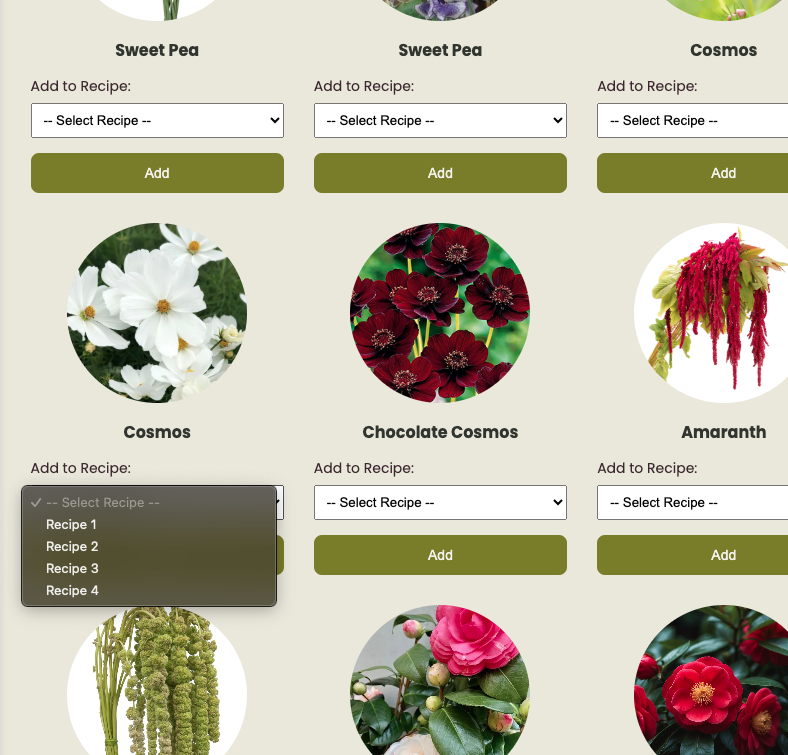 Sweet Pea
Sweet Pea
Cosmos
Add to Recipe:
Add to Recipe:
Add to Recipe:
-- Select Recipe --
-- Select Recipe --
-- Select Recipe --
Add
Add
Add
Cosmos
Chocolate Cosmos
Amaranth
Add to Recipe:
Add to Recipe:
Add to Recipe:
-- Select Recipe --
Recipe 1
Recipe 2
Recipe 3
Recipe 4
-- Select Recipe --
-- Select Recipe --
Add
Add